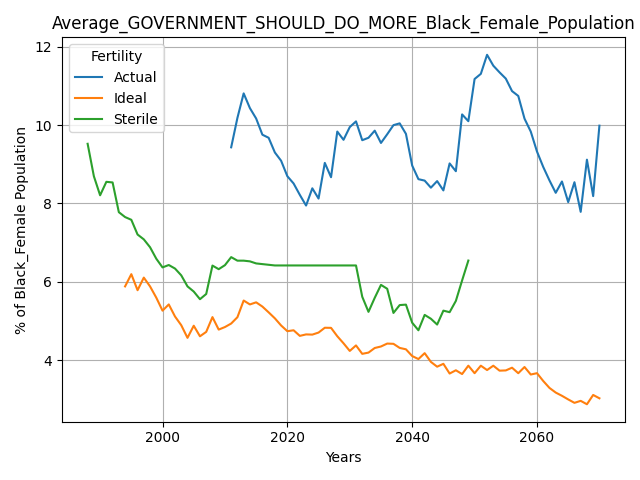 Average_GOVERNMENT_SHOULD_DO_MORE_Black_Female_Population
Fertility
Actual
Ideal
Sterile
% of Black_Female Population
12
10
8
6
4
2000
2020
2040
2060
Years